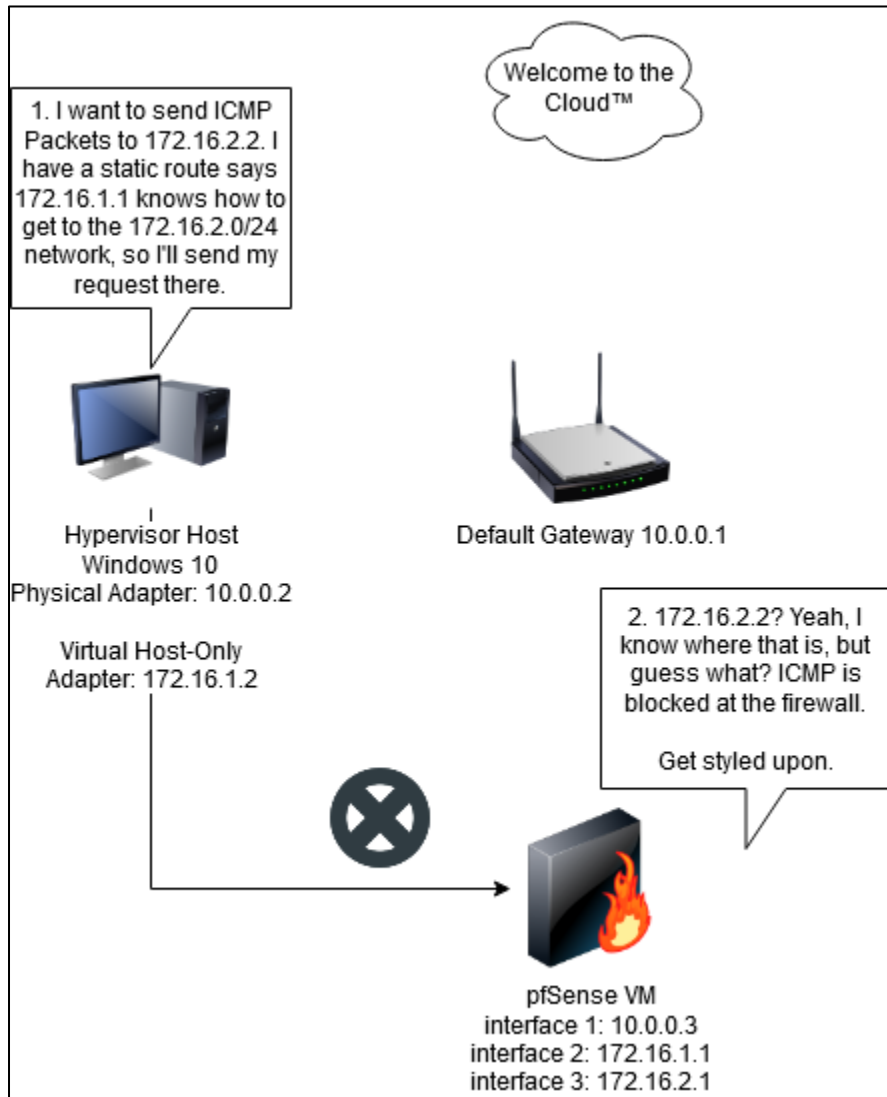 Welcome to the
Cloud™
1. I want to send ICMP
Packets to 172.16.2.2. I
have a static route says
172.16.1.1 knows how to
get to the 172.16.2.0/24
network, so I'll send my
request there.
Hypervisor Host
Windows 10
Physical Adapter: 10.0.0.2
Virtual Host-Only
Adapter: 172.16.1.2
Default Gateway 10.0.0.1
2. 172.16.2.2? Yeah, I
know where that is, but
guess what? ICMP is
blocked at the firewall.
Get styled upon.
pfSense VM
interface 1: 10.0.0.3
interface 2: 172.16.1.1
interface 3: 172.16.2.1